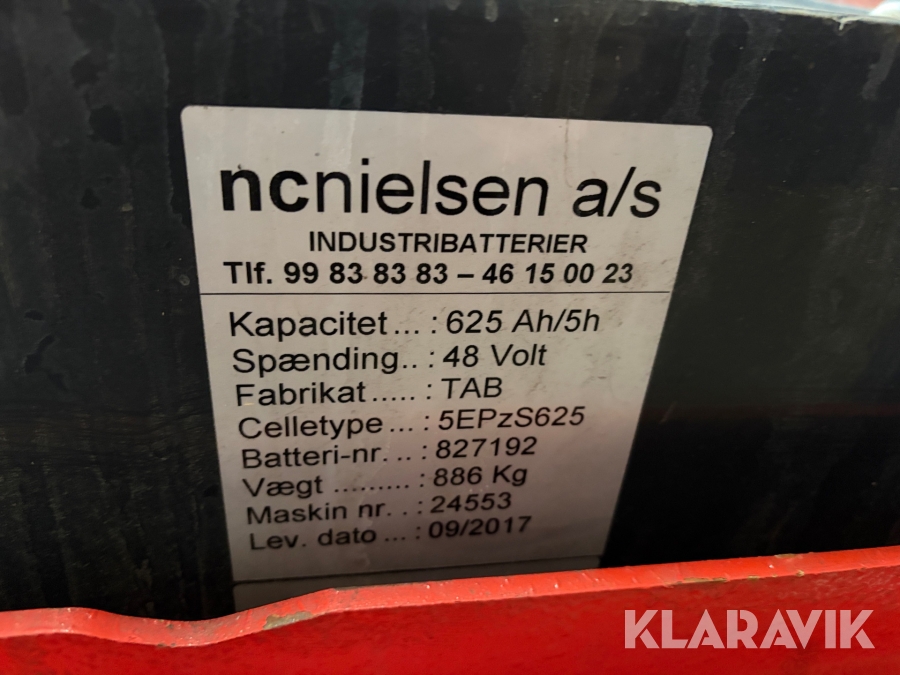 ncnielsen a/s
INDUSTRIBATTERIER
Tlf. 99 83 83 83 – 46 15 00 23
Kapacitet ... : 625 Ah/5h
Spænding.. : 48 Volt
Fabrikat ..... : TAB
Celletype ... : 5EPzS625
Batteri-nr. .. : 827192
Vægt ......... : 886 Kg
Maskin nr. . : 24553
Lev. dato ... : 09/2017
KLARAVIK